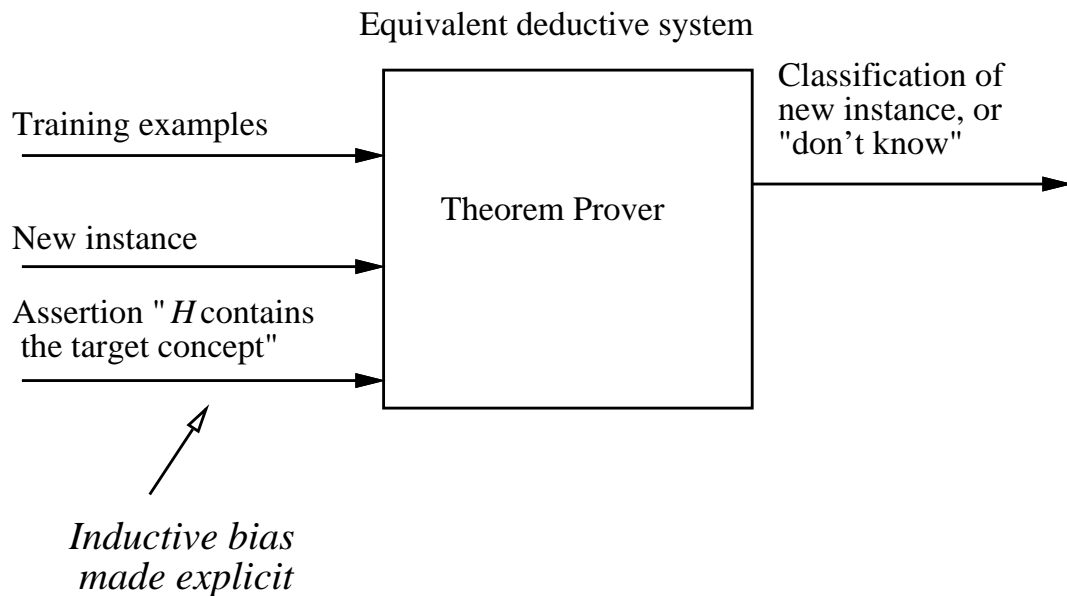 Equivalent deductive system
Training examples
New instance
Assertion " H contains
the target concept"
Theorem Prover
Classification of
new instance, or
"don't know"
Inductive bias
made explicit